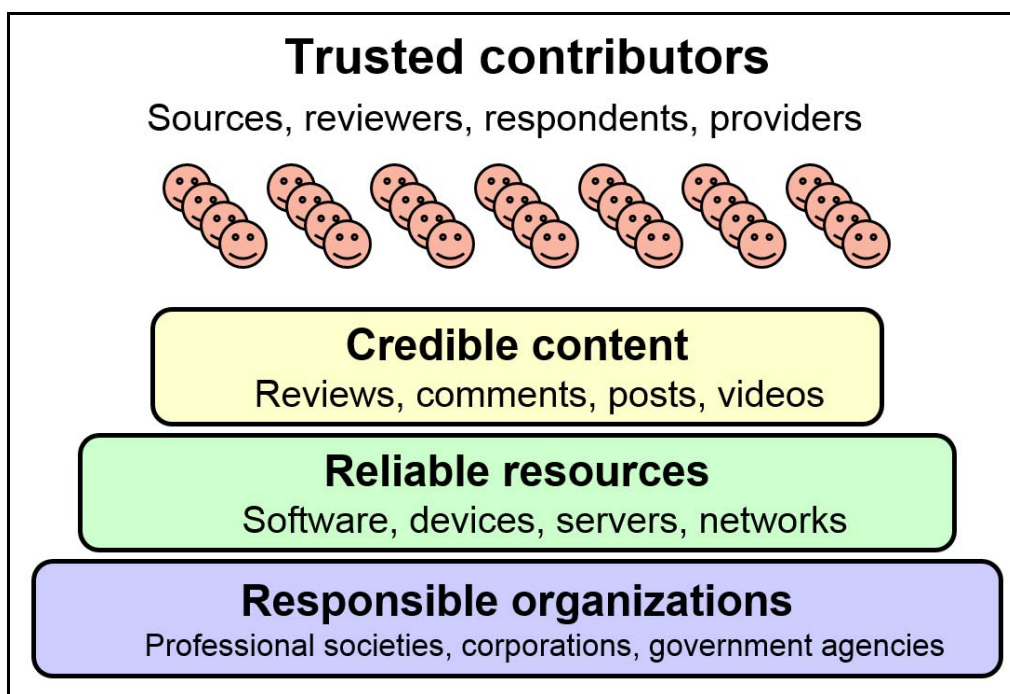 Trusted contributors
Sources, reviewers, respondents, providers
Credible content
Reviews, comments, posts, videos
Reliable resources
Software, devices, servers, networks
Responsible organizations
Professional societies, corporations, government agencies